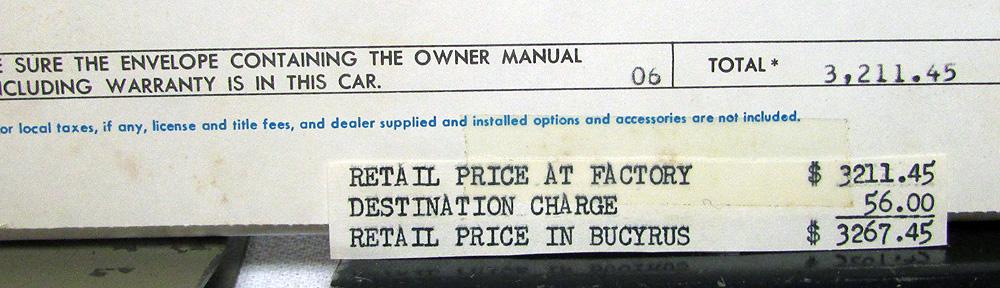 SURE THE ENVELOPE CONTAINING THE OWNER MANUAL
NCLUDING WARRANTY IS IN THIS CAR. 06 TOTAL* 3,211.45
or local taxes, if any, license and title fees, and dealer supplied and installed options and accessories are not included.
RETAIL PRICE AT FACTORY $ 3211.45
DESTINATION CHARGE 56.00
RETAIL PRICE IN BUCYRUS $ 3267.45